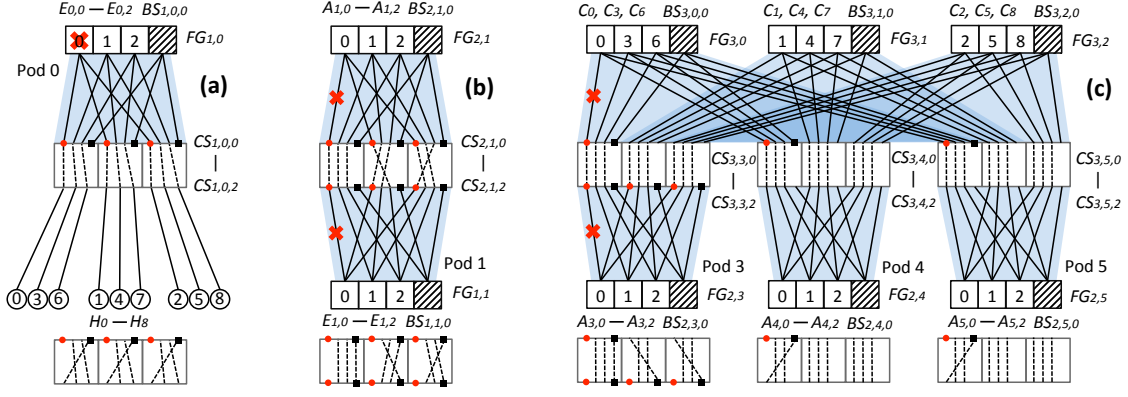 E0,0 — E0,2 BS1,0,0
0 1 2 FG1,0
Pod 0
(a)
CS1,0,0
|
CS1,0,2
0 3 6 1 4 7 2 5 8
H0 — H8
A1,0 — A1,2 BS2,1,0
0 1 2 FG2,1
(b)
CS2,1,0
|
CS2,1,2
Pod 1
0 1 2 FG1,1
E1,0 — E1,2 BS1,1,0
C0, C3, C6 BS3,0,0
0 3 6 FG3,0
C1, C4, C7 BS3,1,0
1 4 7 FG3,1
C2, C5, C8 BS3,2,0
2 5 8 FG3,2
(c)
CS3,3,0
|
CS3,3,2
CS3,4,0
|
CS3,4,2
CS3,5,0
|
CS3,5,2
Pod 3
0 1 2 FG2,3
A3,0 — A3,2 BS2,3,0
Pod 4
0 1 2 FG2,4
A4,0 — A4,2 BS2,4,0
Pod 5
0 1 2 FG2,5
A5,0 — A5,2 BS2,5,0